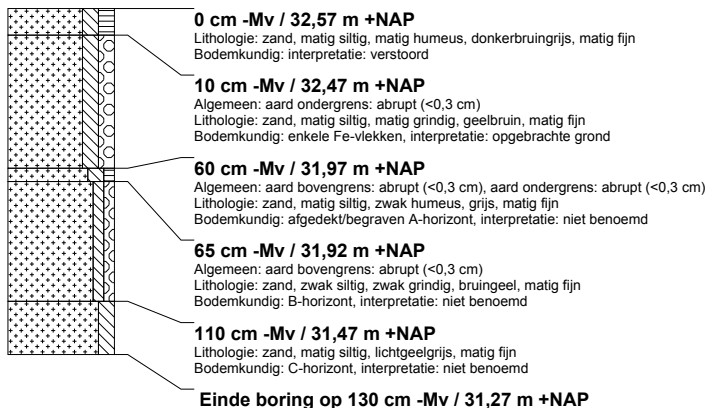 0 cm -Mv / 32,57 m +NAP
Lithologie: zand, matig siltig, matig humeus, donkerbruingrijs, matig fijn
Bodemkundig: interpretatie: verstoord
10 cm -Mv / 32,47 m +NAP
Algemeen: aard ondergrens: abrupt (<0,3 cm)
Lithologie: zand, matig siltig, matig grindig, geelbruin, matig fijn
Bodemkundig: enkele Fe-vlekken, interpretatie: opgebrachte grond
60 cm -Mv / 31,97 m +NAP
Algemeen: aard bovengrens: abrupt (<0,3 cm), aard ondergrens: abrupt (<0,3 cm)
Lithologie: zand, matig siltig, zwak humeus, grijs, matig fijn
Bodemkundig: afgedekt/begraven A-horizont, interpretatie: niet benoemd
65 cm -Mv / 31,92 m +NAP
Algemeen: aard bovengrens: abrupt (<0,3 cm)
Lithologie: zand, zwak siltig, zwak grindig, bruingeel, matig fijn
Bodemkundig: B-horizont, interpretatie: niet benoemd
110 cm -Mv / 31,47 m +NAP
Lithologie: zand, matig siltig, lichtgeelgrijs, matig fijn
Bodemkundig: C-horizont, interpretatie: niet benoemd
Einde boring op 130 cm -Mv / 31,27 m +NAP